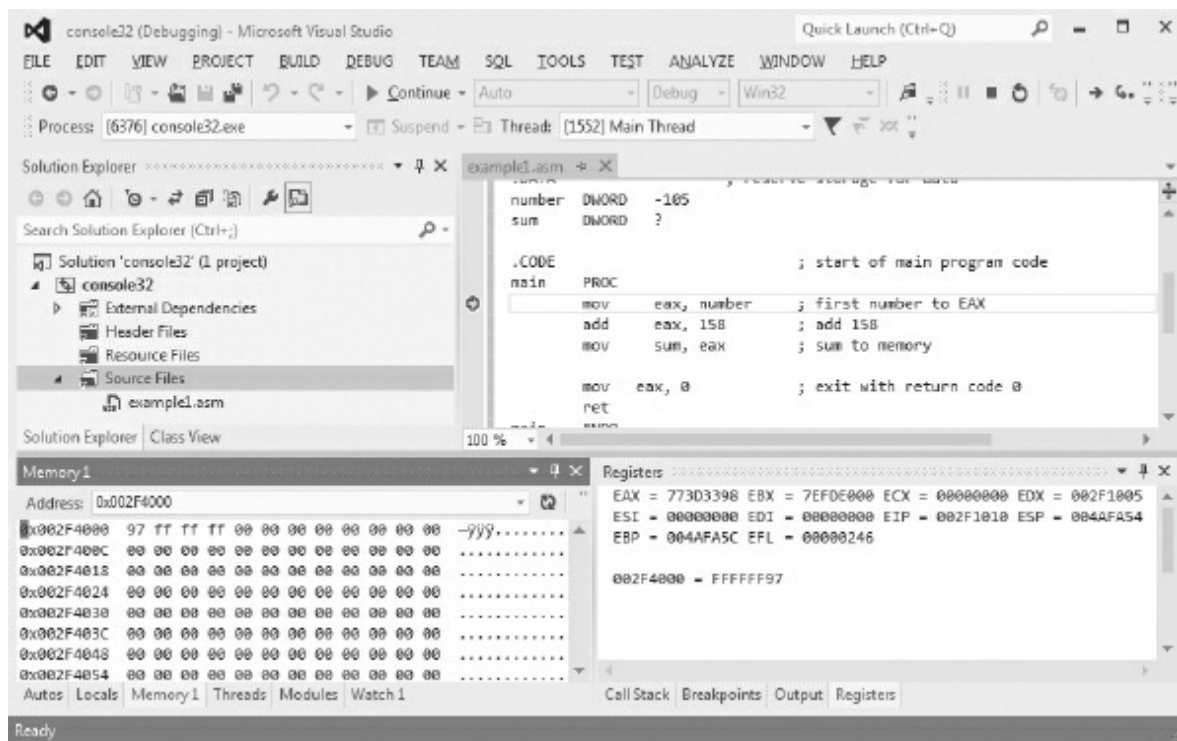 console32 (Debugging) - Microsoft Visual Studio
Quick Launch (Ctrl+Q)
FILE EDIT VIEW PROJECT BUILD DEBUG TEAM SQL TOOLS TEST ANALYZE WINDOW HELP
Continue Auto Debug Win32
Process: [6376] console32.exe Suspend Thread: [1552] Main Thread
Solution Explorer
Search Solution Explorer (Ctrl+;)
Solution 'console32' (1 project)
console32
External Dependencies
Header Files
Resource Files
Source Files
example1.asm
Solution Explorer Class View
example1.asm
.DATA ; reserve storage for data
number DWORD -105
sum DWORD ?
.CODE ; start of main program code
main PROC
mov eax, number ; first number to EAX
add eax, 158 ; add 158
mov sum, eax ; sum to memory
mov eax, 0 ; exit with return code 0
ret
main ENDP
100 %
Memory 1
Address: 0x002F4000
0x002F4000 97 ff ff ff 00 00 00 00 00 00 00 00 —ÿÿÿ........
0x002F400C 00 00 00 00 00 00 00 00 00 00 00 00 ............
0x002F4018 00 00 00 00 00 00 00 00 00 00 00 00 ............
0x002F4024 00 00 00 00 00 00 00 00 00 00 00 00 ............
0x002F4030 00 00 00 00 00 00 00 00 00 00 00 00 ............
0x002F403C 00 00 00 00 00 00 00 00 00 00 00 00 ............
0x002F4048 00 00 00 00 00 00 00 00 00 00 00 00 ............
0x002F4054 00 00 00 00 00 00 00 00 00 00 00 00 ............
Autos Locals Memory 1 Threads Modules Watch 1
Registers
EAX = 773D3398 EBX = 7EFDE000 ECX = 00000000 EDX = 002F1005
ESI = 00000000 EDI = 00000000 EIP = 002F1010 ESP = 004AFA54
EBP = 004AFA5C EFL = 00000246
002F4000 = FFFFFF97
Call Stack Breakpoints Output Registers
Ready